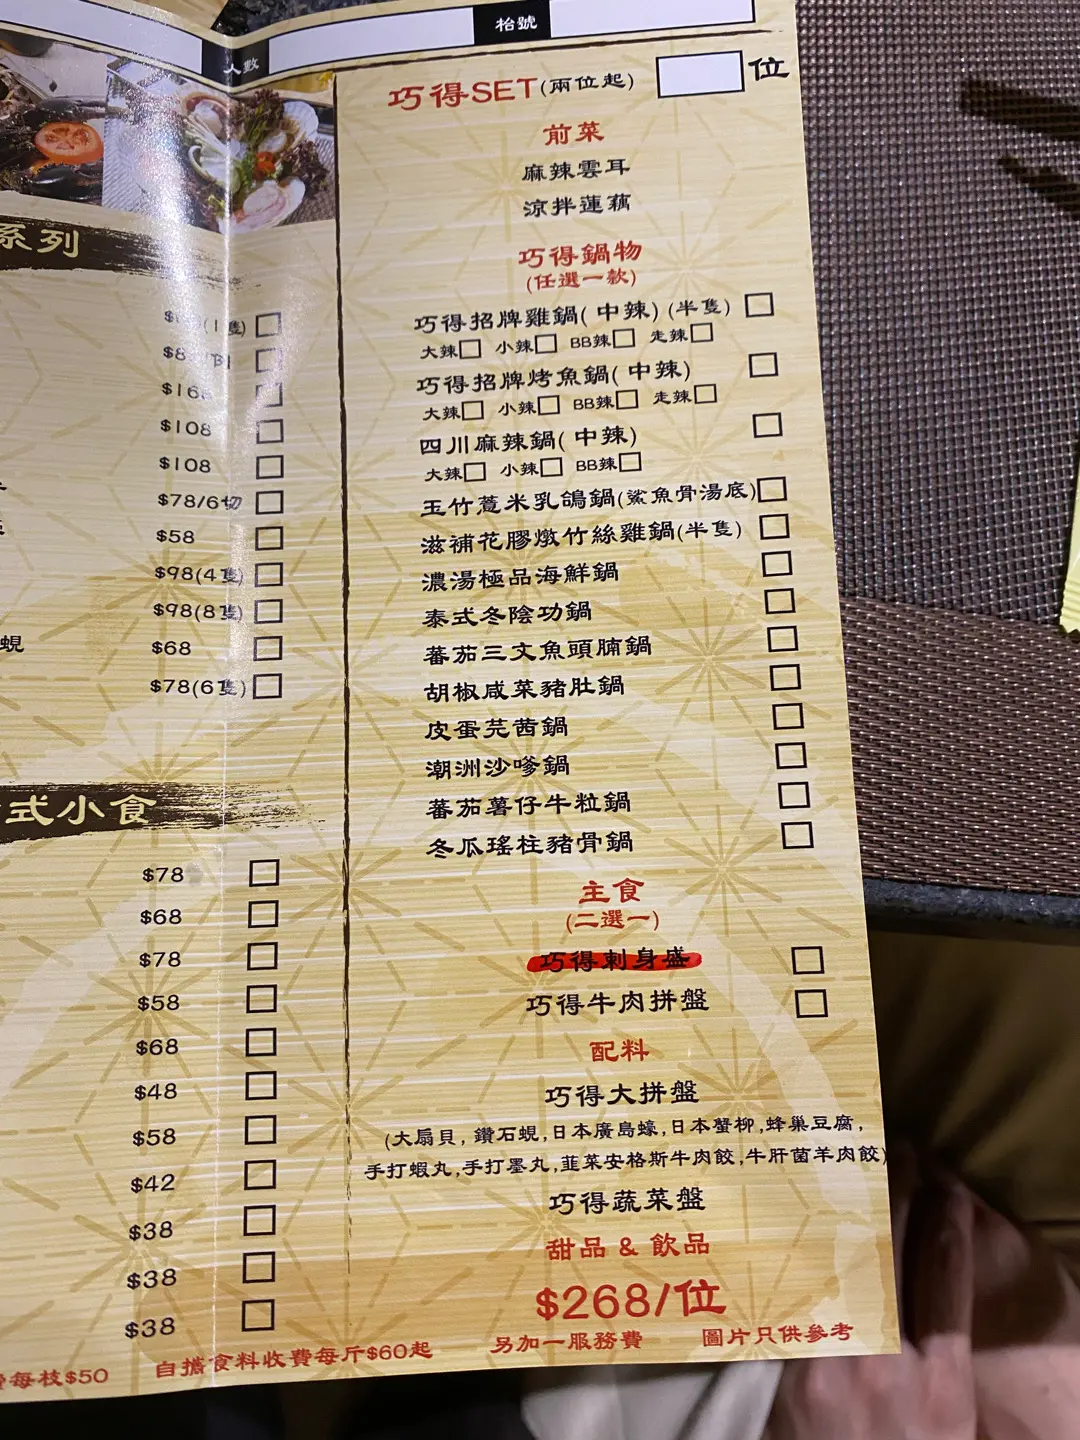 人數
枱號
巧得SET(兩位起) 位
前菜
麻辣雲耳
涼拌蓮藕
巧得鍋物
(任選一款)
巧得招牌雞鍋(中辣)(半隻)
大辣 小辣 BB辣 走辣
巧得招牌烤魚鍋(中辣)
大辣 小辣 BB辣 走辣
四川麻辣鍋(中辣)
大辣 小辣 BB辣
玉竹薏米乳鴿鍋(鯊魚骨湯底)
滋補花膠燉竹絲雞鍋(半隻)
濃湯極品海鮮鍋
泰式冬陰功鍋
蕃茄三文魚頭腩鍋
胡椒咸菜豬肚鍋
皮蛋芫茜鍋
潮洲沙嗲鍋
蕃茄薯仔牛粒鍋
冬瓜瑤柱豬骨鍋
主食
(二選一)
巧得刺身盛
巧得牛肉拼盤
配料
巧得大拼盤
(大扇貝,鑽石蜆,日本廣島蠔,日本蟹柳,蜂巢豆腐,
手打蝦丸,手打墨丸,韮菜安格斯牛肉餃,牛肝菌羊肉餃)
巧得蔬菜盤
甜品 & 飲品
$268/位
系列
(1隻)
$108
$108
$78/6切
$58
$98(4隻)
$98(8隻)
蜆 $68
$78(6隻)
式小食
$78
$68
$78
$58
$68
$48
$58
$42
$38
$38
$38
每枝$50 自攜食料收費每斤$60起 另加一服務費 圖片只供參考